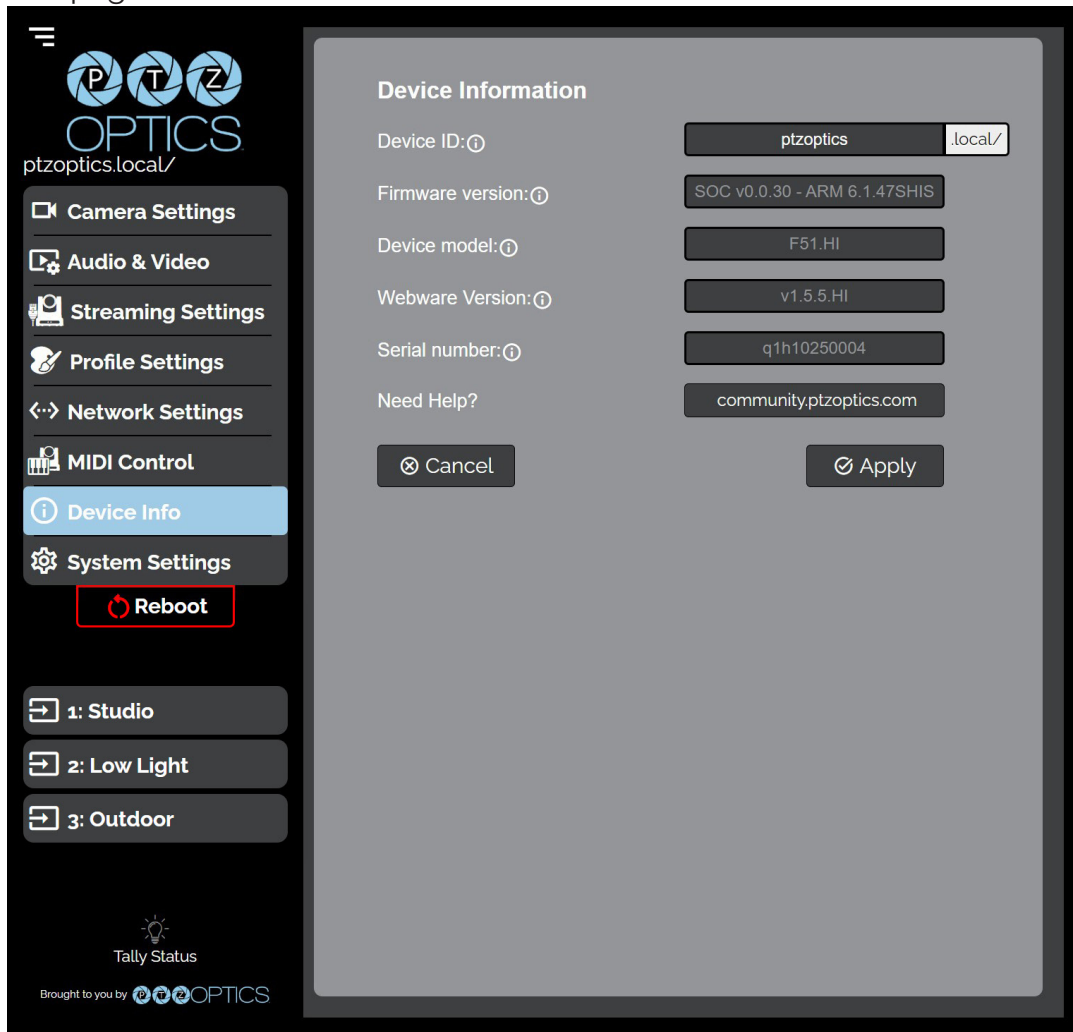 P T Z
OPTICS
ptzoptics.local/
Camera Settings
Audio & Video
Streaming Settings
Profile Settings
Network Settings
MIDI Control
Device Info
System Settings
Reboot
1: Studio
2: Low Light
3: Outdoor
Tally Status
Brought to you by PTZOPTICS
Device Information
Device ID: ptzoptics .local/
Firmware version: SOC v0.0.30 - ARM 6.1.47SHIS
Device model: F51.HI
Webware Version: v1.5.5.HI
Serial number: q1h10250004
Need Help? community.ptzoptics.com
Cancel Apply